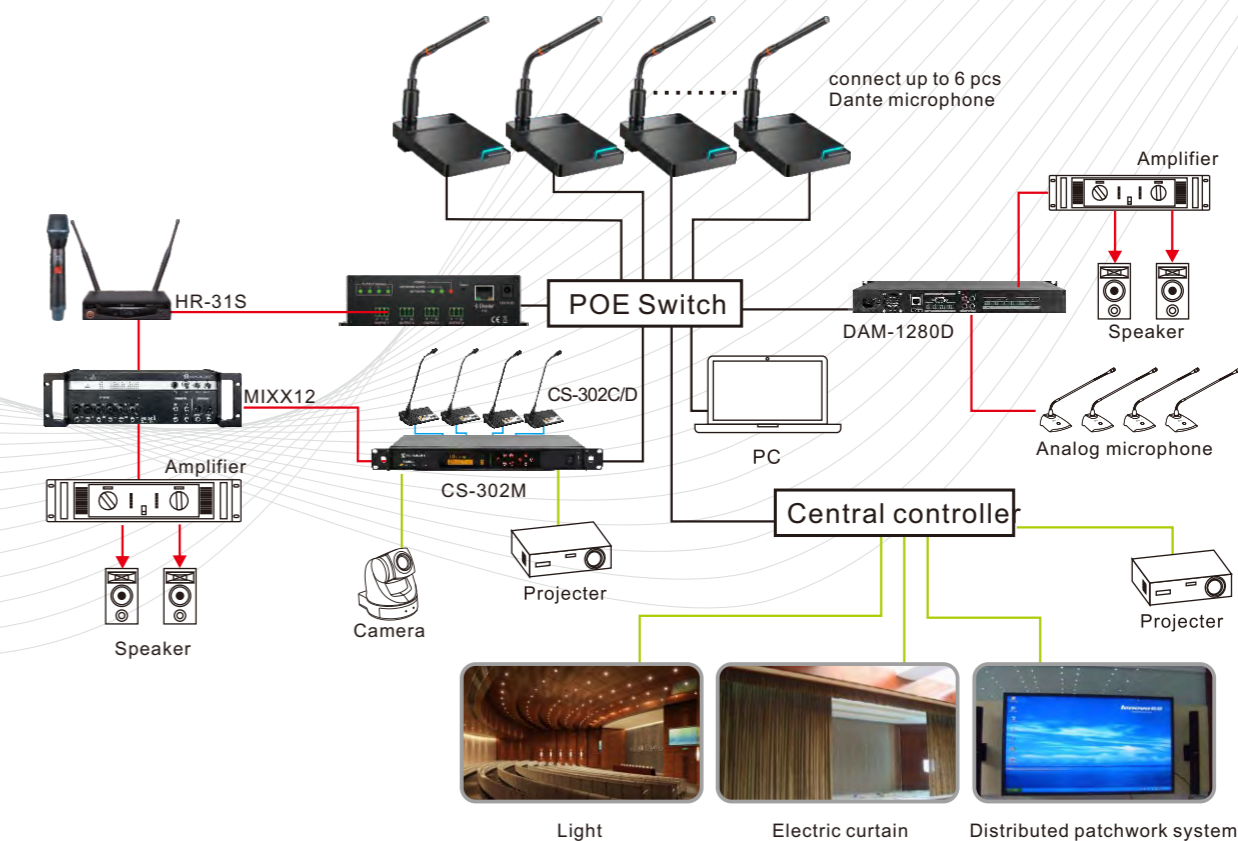 connect up to 6 pcs
Dante microphone
Amplifier
HR-31S
POE Switch
DAM-1280D
Speaker
MIXX12
CS-302C/D
PC
Analog microphone
Amplifier
CS-302M
Central controller
Projecter
Camera
Projecter
Speaker
lenovo
Light
Electric curtain
Distributed patchwork system